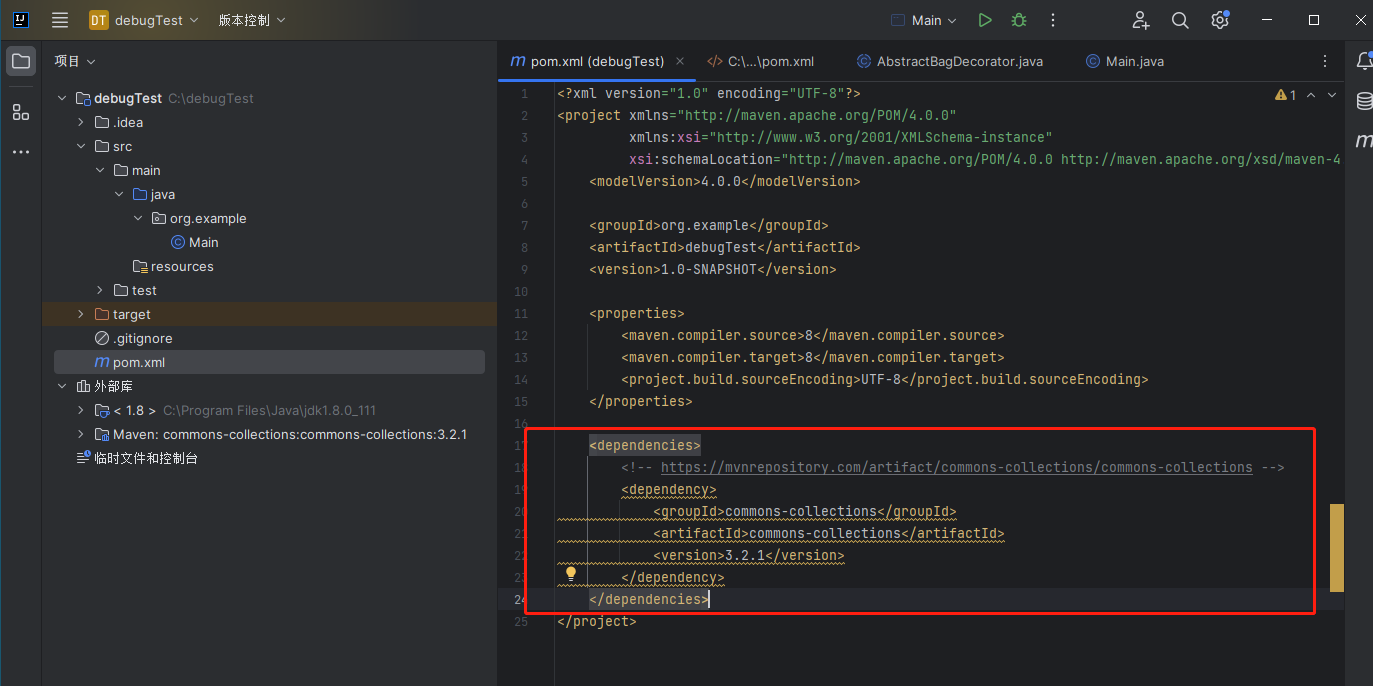 DT debugTest 版本控制 Main
项目
pom.xml (debugTest) C:\...\pom.xml AbstractBagDecorator.java Main.java
debugTest C:\debugTest
.idea
src
main
java
org.example
Main
resources
test
target
.gitignore
pom.xml
外部库
< 1.8 > C:\Program Files\Java\jdk1.8.0_111
Maven: commons-collections:commons-collections:3.2.1
临时文件和控制台
1 <?xml version="1.0" encoding="UTF-8"?> 1
2 <project xmlns="http://maven.apache.org/POM/4.0.0"
3 xmlns:xsi="http://www.w3.org/2001/XMLSchema-instance"
4 xsi:schemaLocation="http://maven.apache.org/POM/4.0.0 http://maven.apache.org/xsd/maven-4
5 <modelVersion>4.0.0</modelVersion>
6
7 <groupId>org.example</groupId>
8 <artifactId>debugTest</artifactId>
9 <version>1.0-SNAPSHOT</version>
10
11 <properties>
12 <maven.compiler.source>8</maven.compiler.source>
13 <maven.compiler.target>8</maven.compiler.target>
14 <project.build.sourceEncoding>UTF-8</project.build.sourceEncoding>
15 </properties>
16
17 <dependencies>
18 <!-- https://mvnrepository.com/artifact/commons-collections/commons-collections -->
19 <dependency>
20 <groupId>commons-collections</groupId>
21 <artifactId>commons-collections</artifactId>
22 <version>3.2.1</version>
23 </dependency>
24 </dependencies>
25 </project>